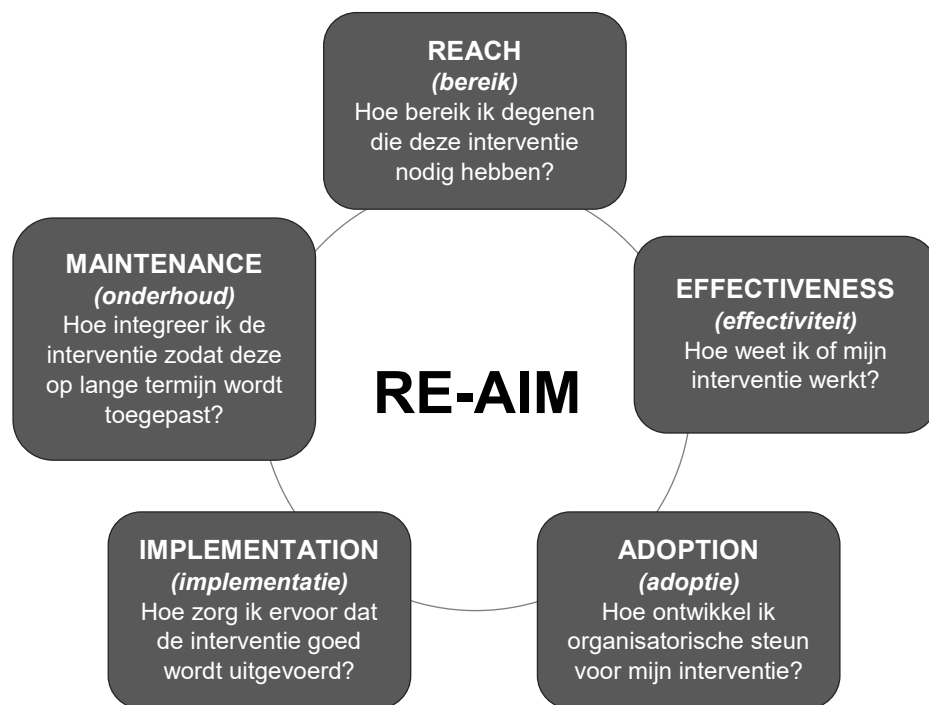 REACH
(bereik)
Hoe bereik ik degenen
die deze interventie
nodig hebben?
MAINTENANCE
(onderhoud)
Hoe integreer ik de
interventie zodat deze
op lange termijn wordt
toegepast?
EFFECTIVENESS
(effectiviteit)
Hoe weet ik of mijn
interventie werkt?
RE-AIM
IMPLEMENTATION
(implementatie)
Hoe zorg ik ervoor dat
de interventie goed
wordt uitgevoerd?
ADOPTION
(adoptie)
Hoe ontwikkel ik
organisatorische steun
voor mijn interventie?